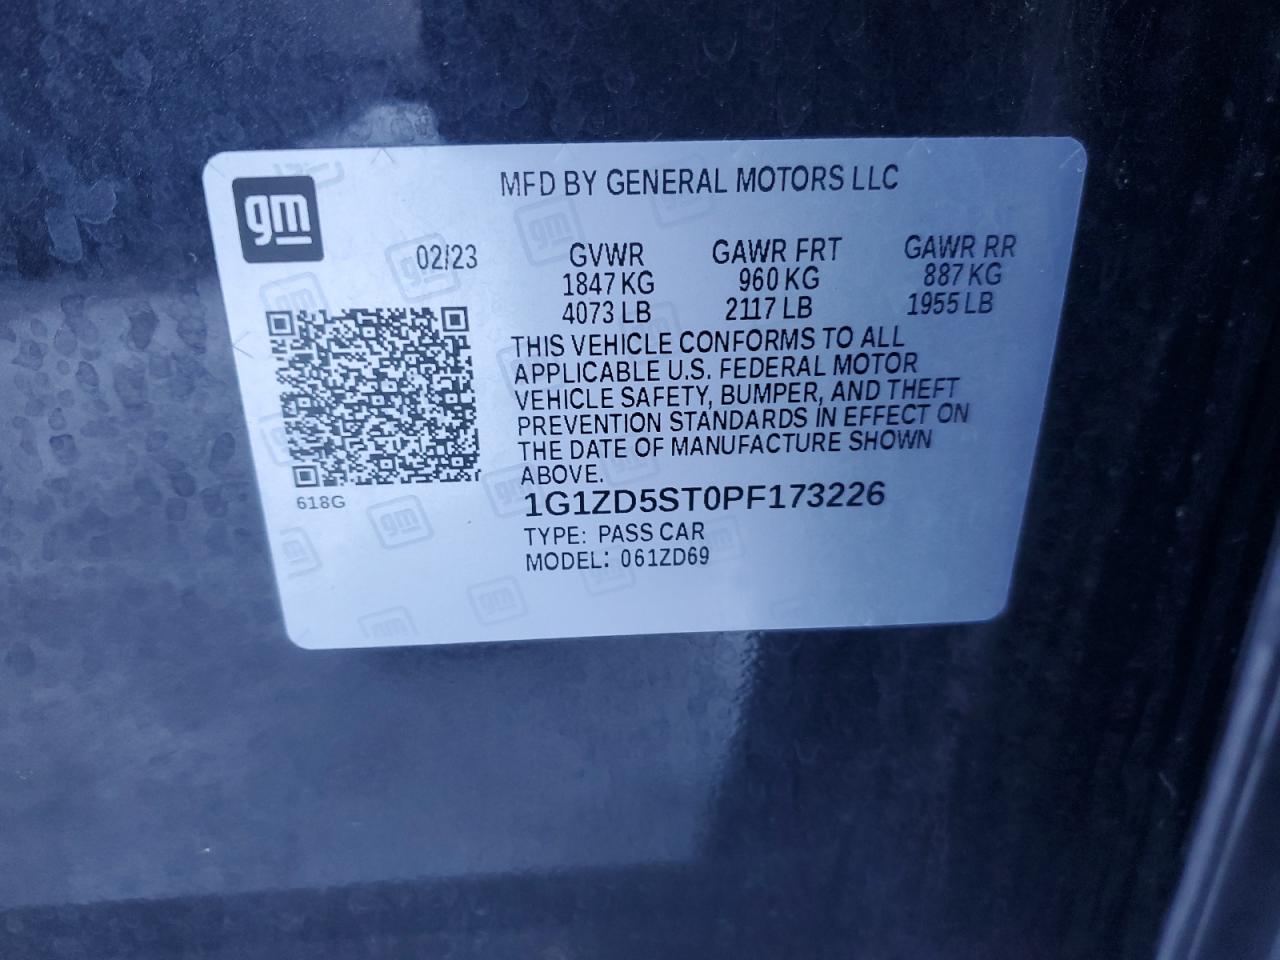 gm
MFD BY GENERAL MOTORS LLC
02/23
GVWR GAWR FRT GAWR RR
1847 KG 960 KG 887 KG
4073 LB 2117 LB 1955 LB
THIS VEHICLE CONFORMS TO ALL
APPLICABLE U.S. FEDERAL MOTOR
VEHICLE SAFETY, BUMPER, AND THEFT
PREVENTION STANDARDS IN EFFECT ON
THE DATE OF MANUFACTURE SHOWN
ABOVE.
618G
1G1ZD5ST0PF173226
TYPE: PASS CAR
MODEL: 061ZD69